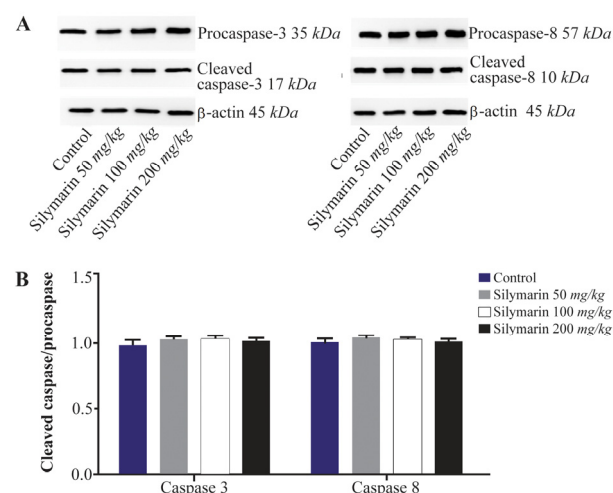 A
Procaspase-3 35 kDa
Cleaved
caspase-3 17 kDa
β-actin 45 kDa
Control
Silymarin 50 mg/kg
Silymarin 100 mg/kg
Silymarin 200 mg/kg
Procaspase-8 57 kDa
Cleaved
caspase-8 10 kDa
β-actin 45 kDa
Control
Silymarin 50 mg/kg
Silymarin 100 mg/kg
Silymarin 200 mg/kg
B
Cleaved caspase/procaspase
1.5
1.0
0.5
0.0
Caspase 3
Caspase 8
Control
Silymarin 50 mg/kg
Silymarin 100 mg/kg
Silymarin 200 mg/kg